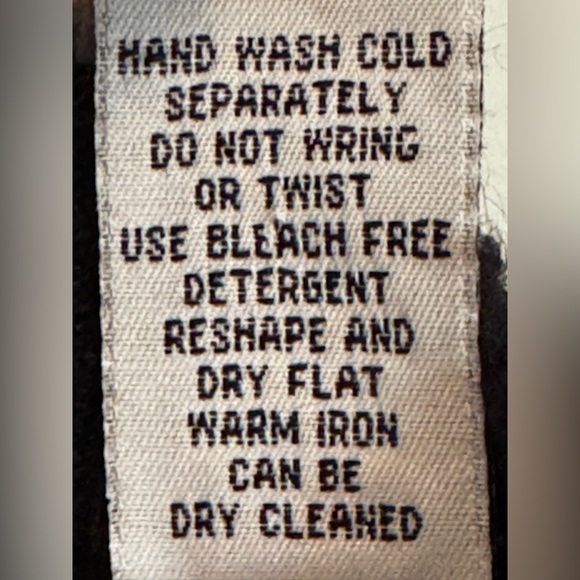 HAND WASH COLD
SEPARATELY
DO NOT WRING
OR TWIST
USE BLEACH FREE
DETERGENT
RESHAPE AND
DRY FLAT
WARM IRON
CAN BE
DRY CLEANED